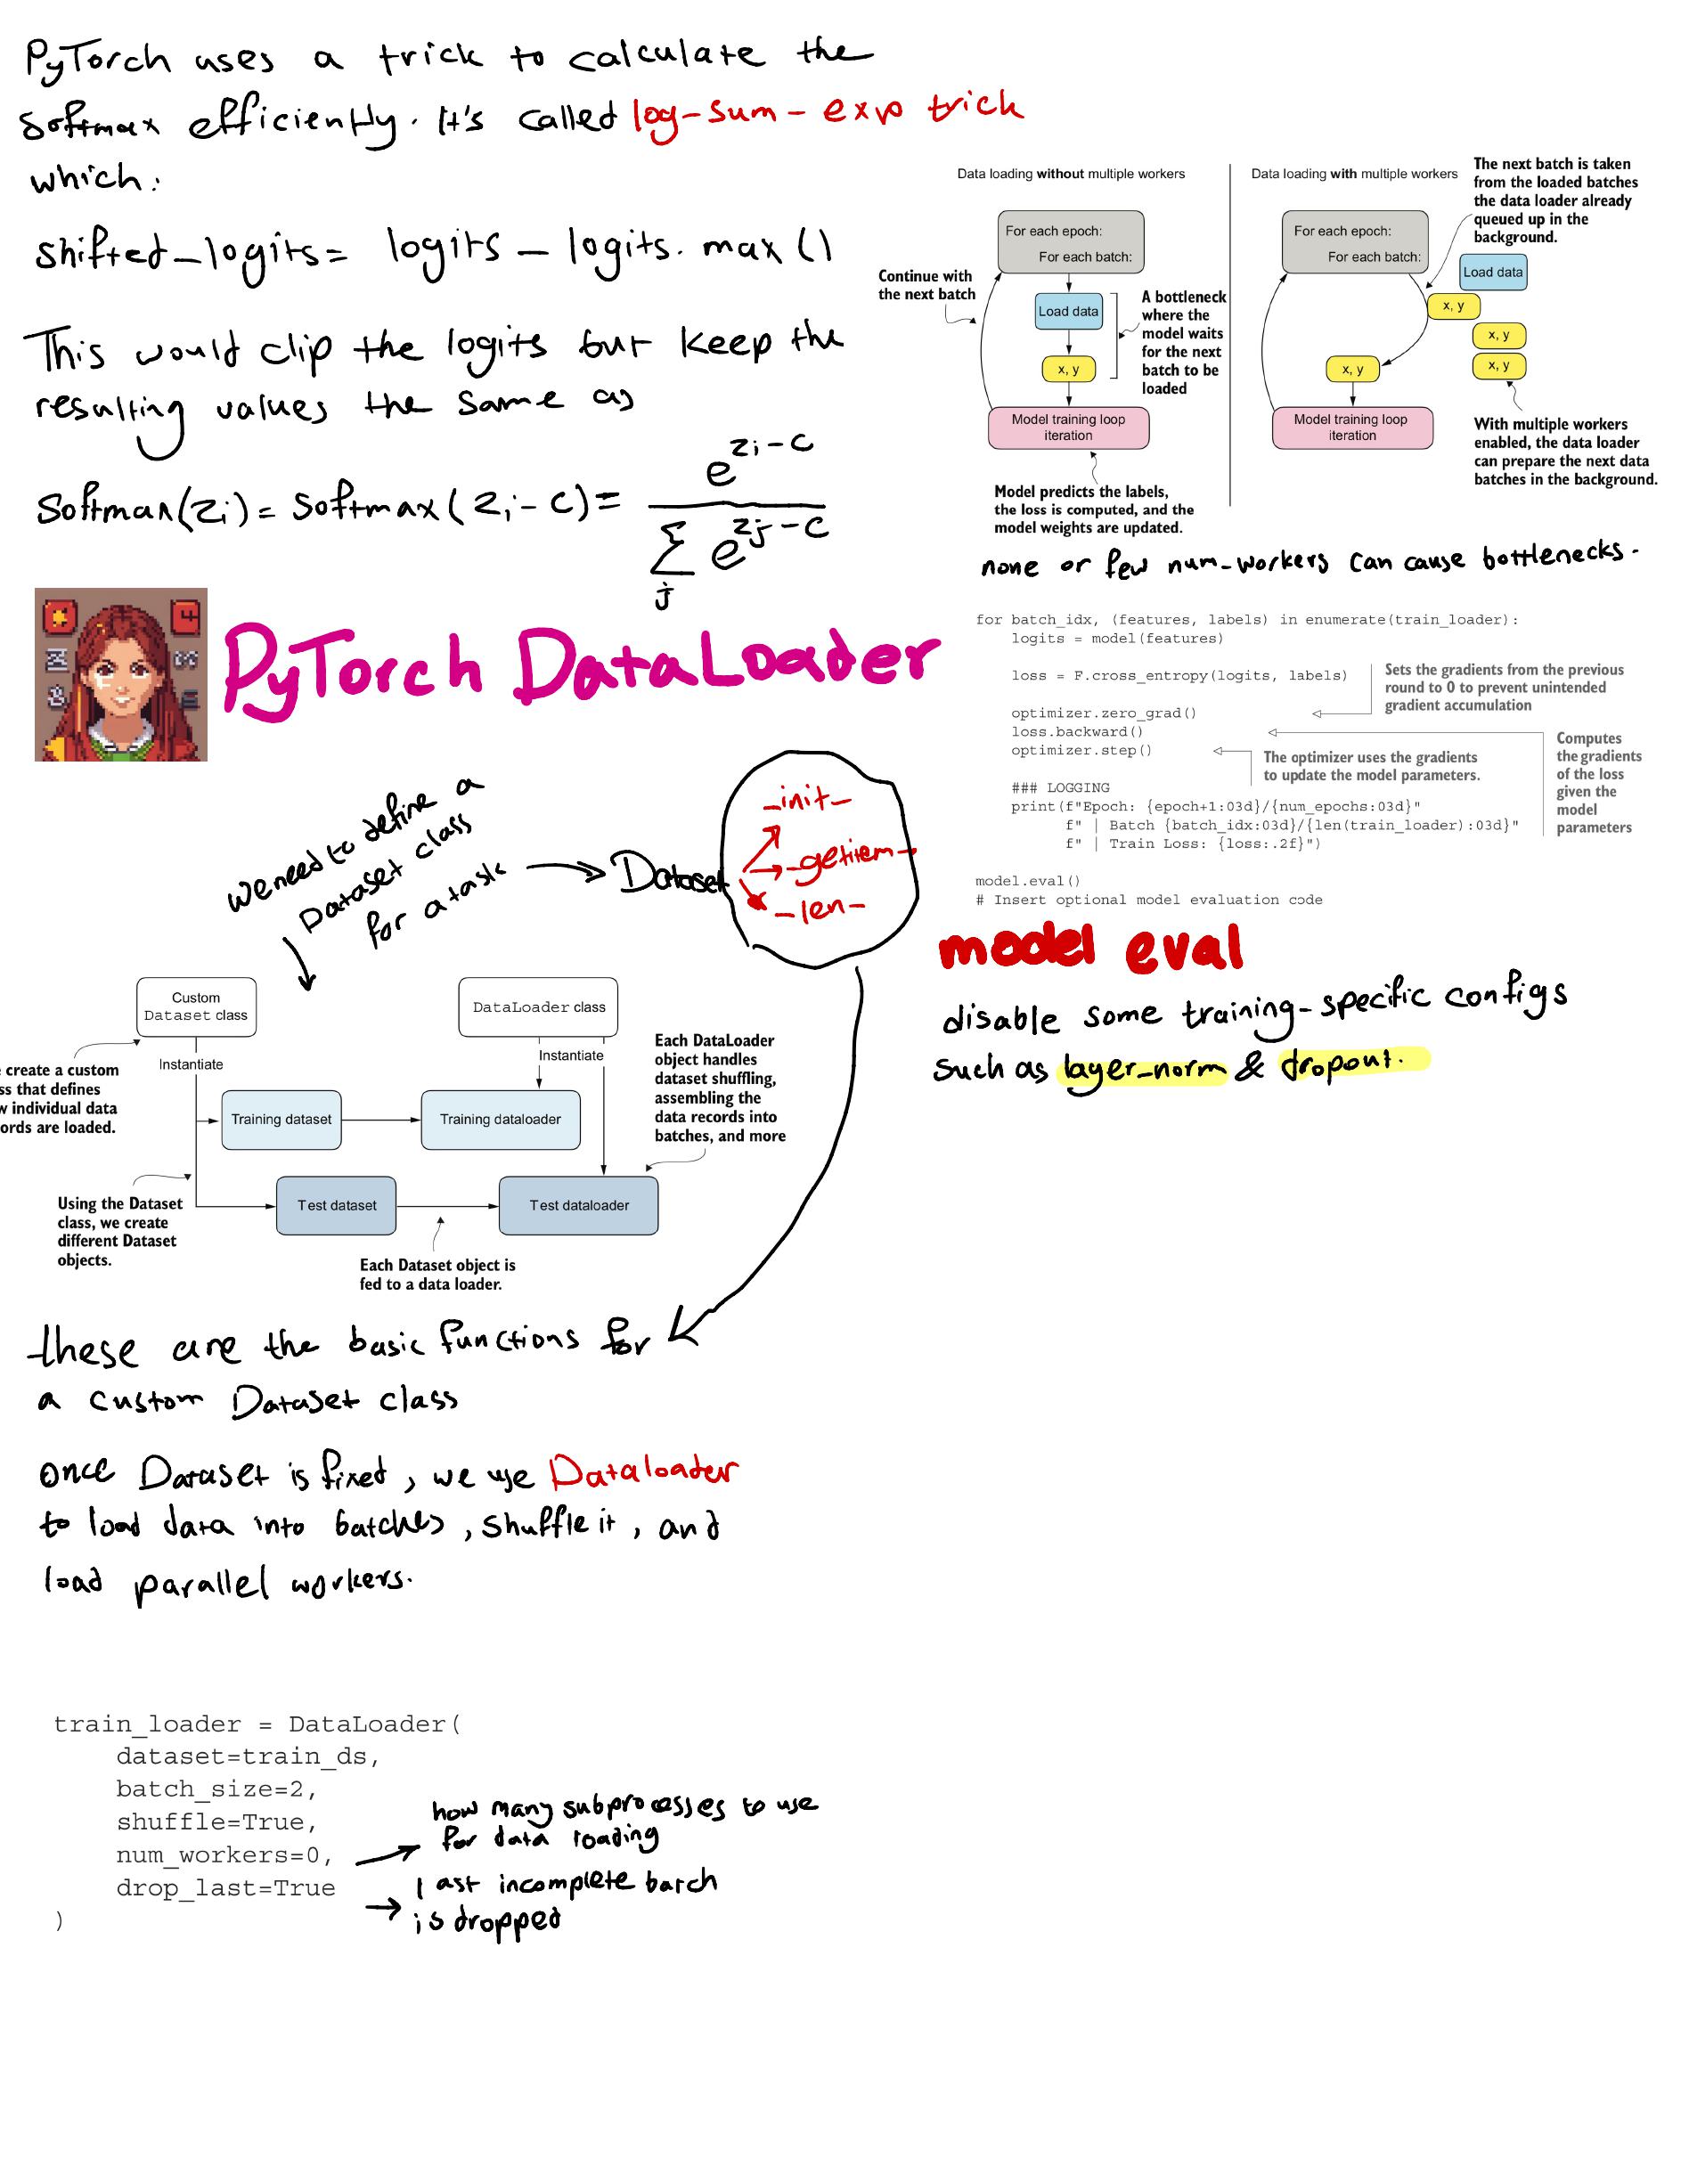 PyTorch uses a trick to calculate the
softmax efficiently. It's called log-sum-exp trick
which:
shifted_logits = logits - logits.max()
This would clip the logits but keep the
resulting values the same as
Softmax(zi) = Softmax(zi-c) = e^{zi-c} / Σ_j e^{zj-c}
PyTorch DataLoader
We need to define a
Dataset class
for a task
Dataset
_init_
_getitem_
_len_
Custom
Dataset class
DataLoader class
Instantiate
Instantiate
create a custom
ss that defines
w individual data
ords are loaded.
Training dataset
Training dataloader
Each DataLoader
object handles
dataset shuffling,
assembling the
data records into
batches, and more
Using the Dataset
class, we create
different Dataset
objects.
Test dataset
Test dataloader
Each Dataset object is
fed to a data loader.
these are the basic functions for
a custom Dataset class
once Dataset is fixed, we use Dataloader
to load data into batches, shuffle it, and
load parallel workers.
train_loader = DataLoader(
    dataset=train_ds,
    batch_size=2,
    shuffle=True,
    num_workers=0,
    drop_last=True
)
how many subprocesses to use
for data loading
last incomplete batch
is dropped
Data loading without multiple workers
For each epoch:
For each batch:
Continue with
the next batch
Load data
x, y
A bottleneck
where the
model waits
for the next
batch to be
loaded
Model training loop
iteration
Model predicts the labels,
the loss is computed, and the
model weights are updated.
Data loading with multiple workers
The next batch is taken
from the loaded batches
the data loader already
queued up in the
background.
For each epoch:
For each batch:
Load data
x, y
x, y
x, y
x, y
Model training loop
iteration
With multiple workers
enabled, the data loader
can prepare the next data
batches in the background.
none or few num-workers can cause bottlenecks.
for batch_idx, (features, labels) in enumerate(train_loader):
    logits = model(features)
    loss = F.cross_entropy(logits, labels)
    optimizer.zero_grad()
    loss.backward()
    optimizer.step()
Sets the gradients from the previous
round to 0 to prevent unintended
gradient accumulation
The optimizer uses the gradients
to update the model parameters.
Computes
the gradients
of the loss
given the
model
parameters
    ### LOGGING
    print(f"Epoch: {epoch+1:03d}/{num_epochs:03d}"
          f" | Batch {batch_idx:03d}/{len(train_loader):03d}"
          f" | Train Loss: {loss:.2f}")
model.eval()
# Insert optional model evaluation code
model eval
disable some training-specific configs
such as layer_norm & dropout.